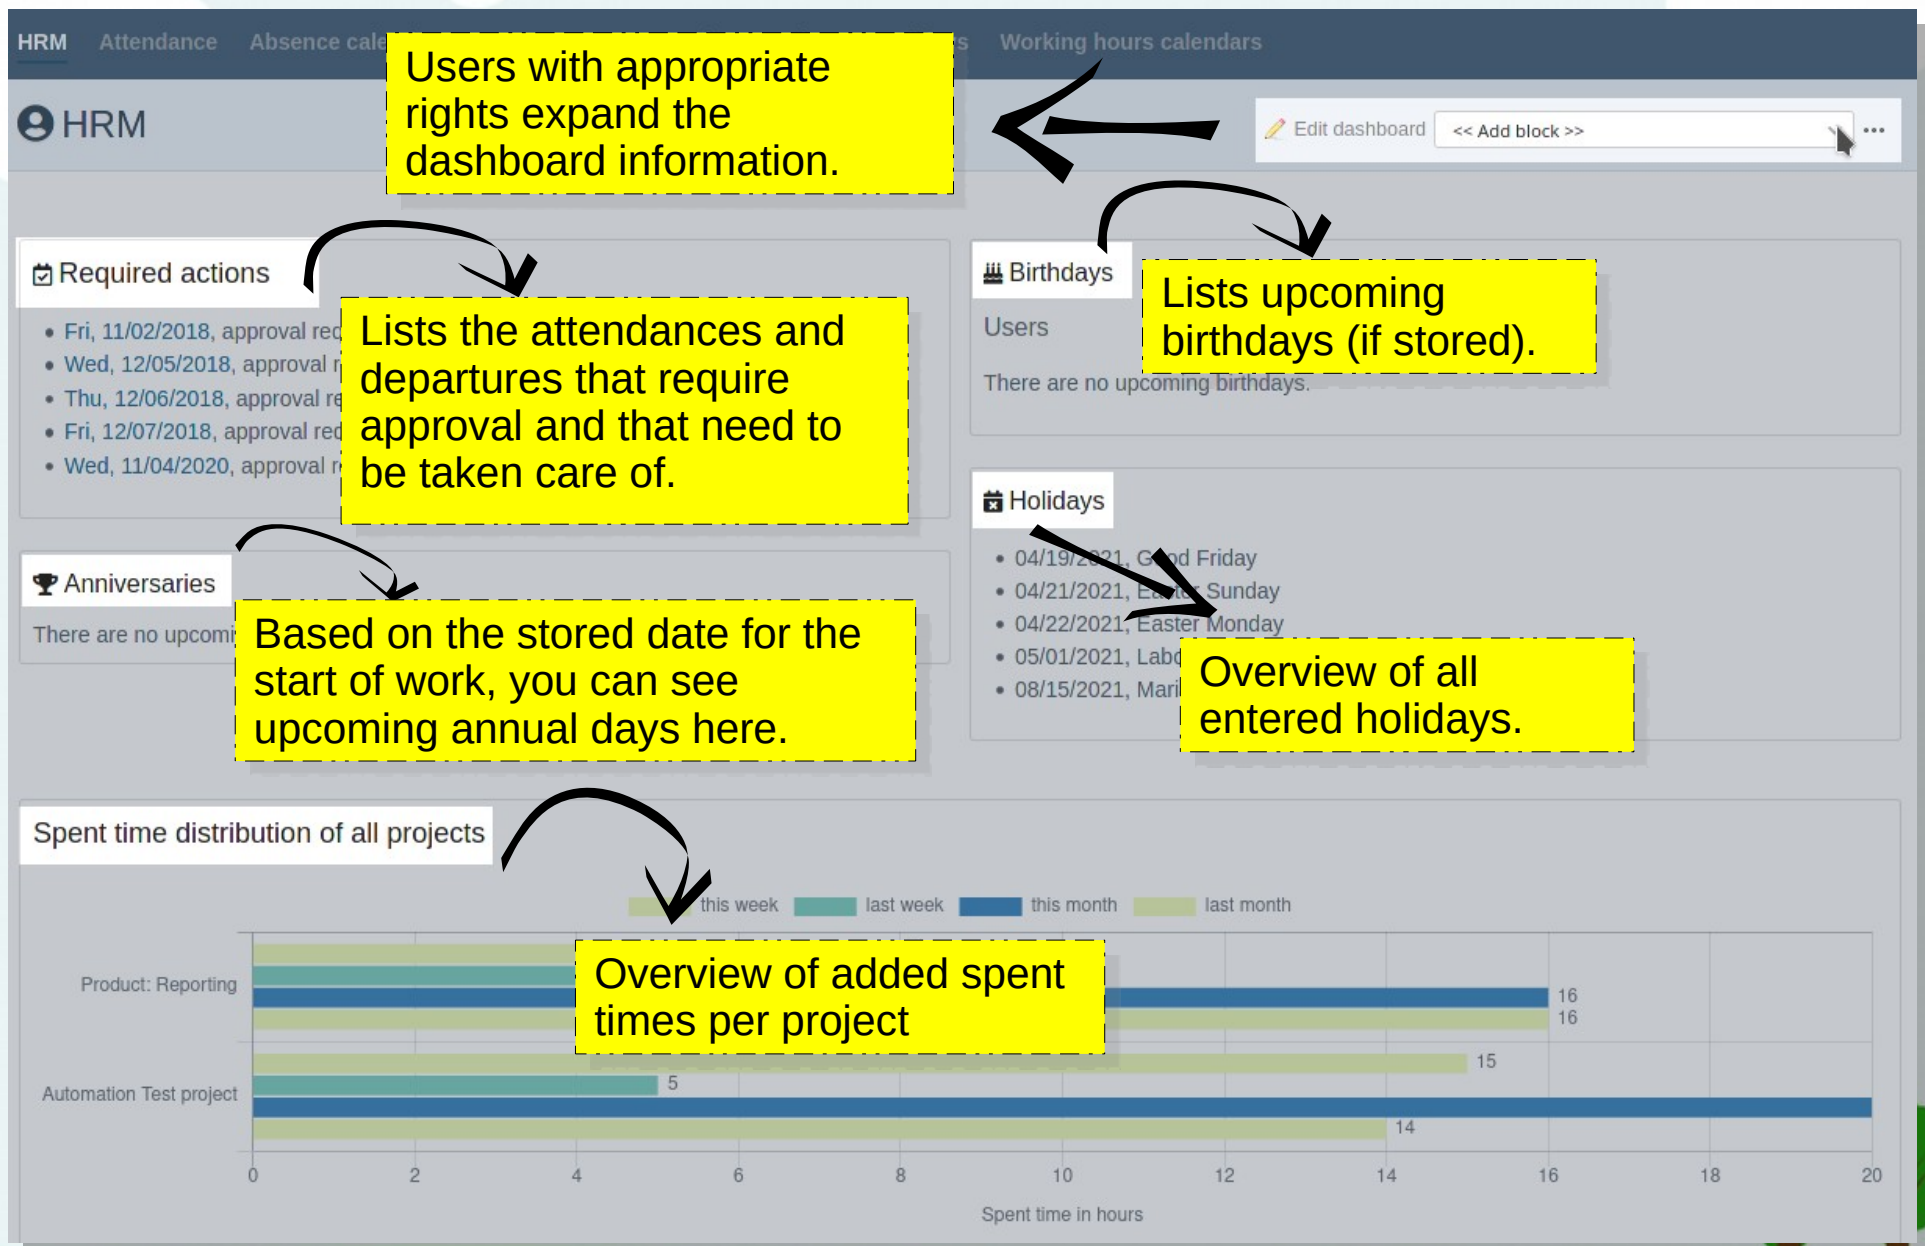 HRM Attendance Absence Working hours calendars
Users with appropriate
rights expand the
dashboard information.
HRM
Edit dashboard << Add block >>
Required actions
Fri, 11/02/2018, approval
Wed, 12/05/2018, approval
Thu, 12/06/2018, approval
Fri, 12/07/2018, approval
Wed, 11/04/2020, approval
Lists the attendances and
departures that require
approval and that need to
be taken care of.
Birthdays
Users
There are no upcoming birthdays.
Lists upcoming
birthdays (if stored).
Anniversaries
There are no
Based on the stored date for the
start of work, you can see
upcoming annual days here.
Holidays
04/19/2021, Good Friday
04/21/2021, Easter Sunday
04/22/2021, Easter Monday
05/01/2021,
08/15/2021,
Overview of all
entered holidays.
Spent time distribution of all projects
this week last week this month last month
Overview of added spent
times per project
Product: Reporting
16
16
Automation Test project
15
5
14
0 2 4 6 8 10 12 14 16 18 20
Spent time in hours